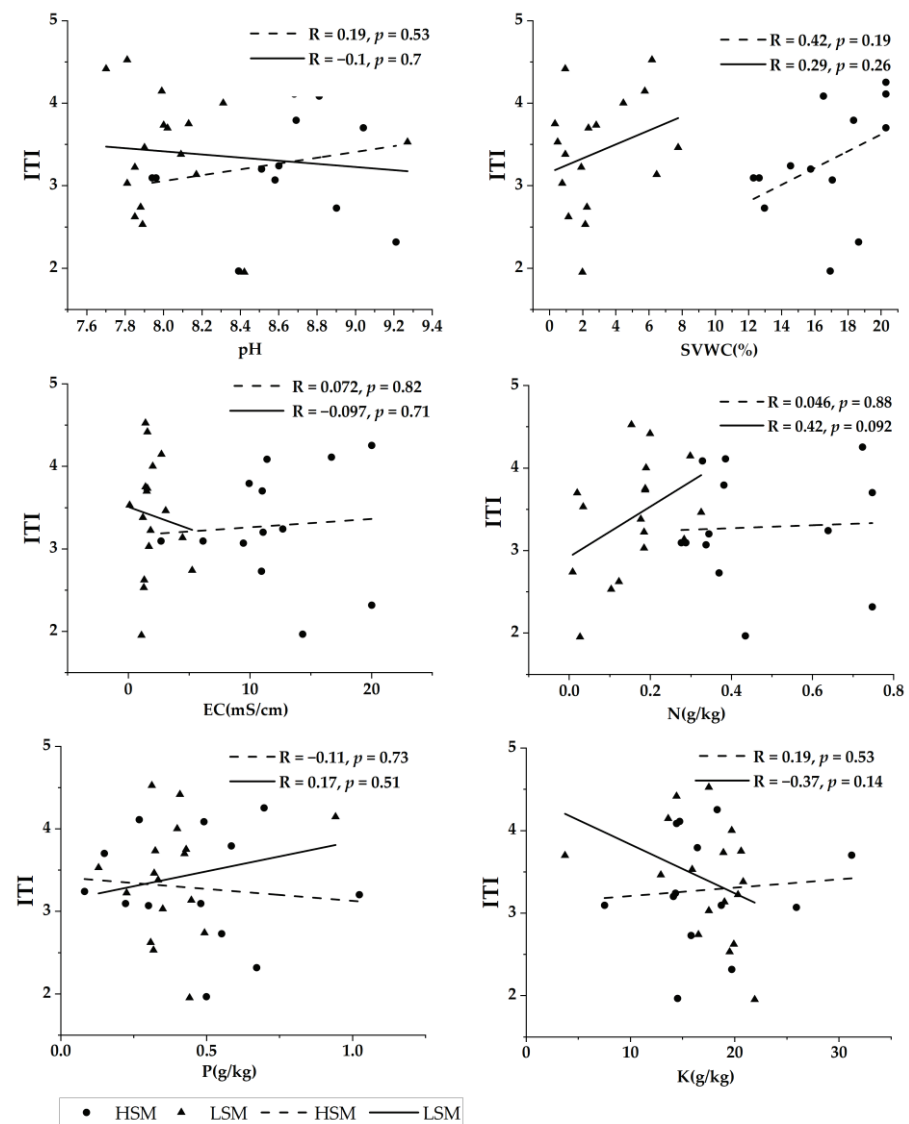 R = 0.19, p = 0.53
R = −0.1, p = 0.7
5
4
3
2
ITI
7.6 7.8 8.0 8.2 8.4 8.6 8.8 9.0 9.2 9.4
pH
R = 0.42, p = 0.19
R = 0.29, p = 0.26
5
4
3
2
ITI
0 2 4 6 8 10 12 14 16 18 20
SVWC(%)
R = 0.072, p = 0.82
R = −0.097, p = 0.71
5
4
3
2
ITI
0 10 20
EC(mS/cm)
R = 0.046, p = 0.88
R = 0.42, p = 0.092
5
4
3
2
ITI
0.0 0.2 0.4 0.6 0.8
N(g/kg)
R = −0.11, p = 0.73
R = 0.17, p = 0.51
5
4
3
2
ITI
0.0 0.5 1.0
P(g/kg)
R = 0.19, p = 0.53
R = −0.37, p = 0.14
5
4
3
2
ITI
10 20 30
K(g/kg)
HSM LSM HSM LSM